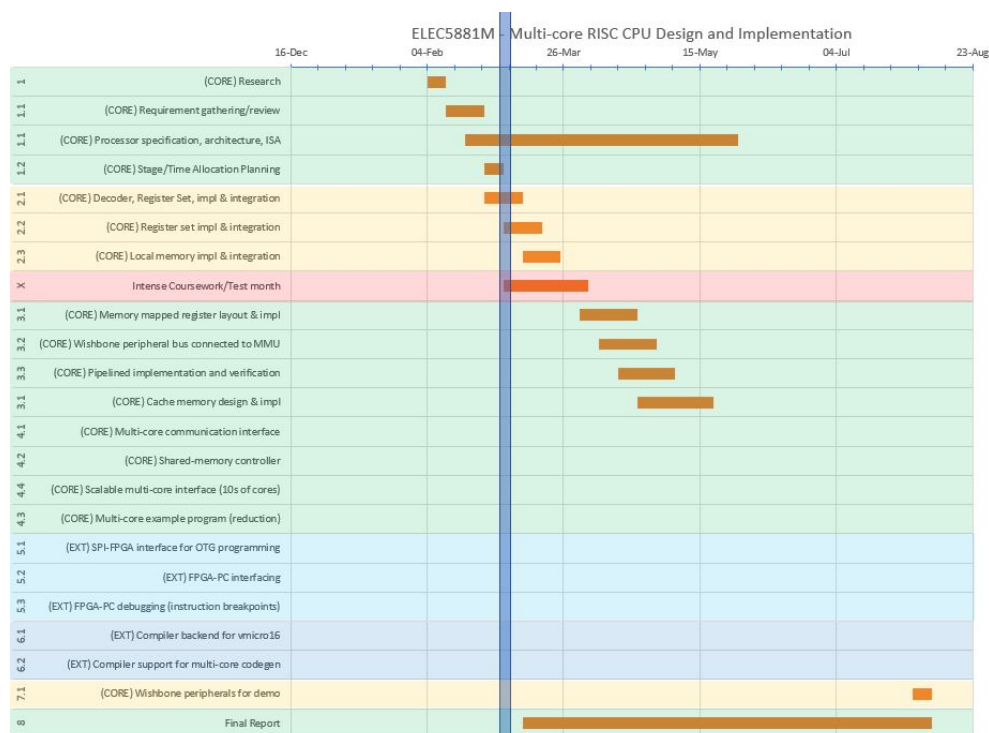 ELEC5881M - Multi-core RISC CPU Design and Implementation
16-Dec 04-Feb 26-Mar 15-May 04-Jul 23-Aug
1 (CORE) Research
1.1 (CORE) Requirement gathering/review
1.1 (CORE) Processor specification, architecture, ISA
1.2 (CORE) Stage/Time Allocation Planning
2.1 (CORE) Decoder, Register Set, impl & integration
2.2 (CORE) Register set impl & integration
2.3 (CORE) Local memory impl & integration
X Intense Coursework/Test month
3.1 (CORE) Memory mapped register layout & impl
3.2 (CORE) Wishbone peripheral bus connected to MMU
3.3 (CORE) Pipelined implementation and verification
3.1 (CORE) Cache memory design & impl
4.1 (CORE) Multi-core communication interface
4.2 (CORE) Shared-memory controller
4.4 (CORE) Scalable multi-core interface (10s of cores)
4.3 (CORE) Multi-core example program (reduction)
5.1 (EXT) SPI-FPGA interface for OTG programming
5.2 (EXT) FPGA-PC interfacing
5.3 (EXT) FPGA-PC debugging (instruction breakpoints)
6.1 (EXT) Compiler backend for vmicro16
6.2 (EXT) Compiler support for multi-core codegen
7.1 (CORE) Wishbone peripherals for demo
8 Final Report